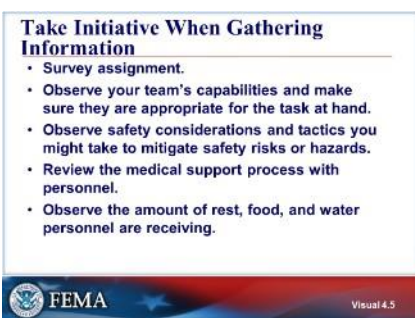 Take Initiative When Gathering
Information
• Survey assignment.
• Observe your team's capabilities and make
sure they are appropriate for the task at hand.
• Observe safety considerations and tactics you
might take to mitigate safety risks or hazards.
• Review the medical support process with
personnel.
• Observe the amount of rest, food, and water
personnel are receiving.
FEMA
Visual 4.5